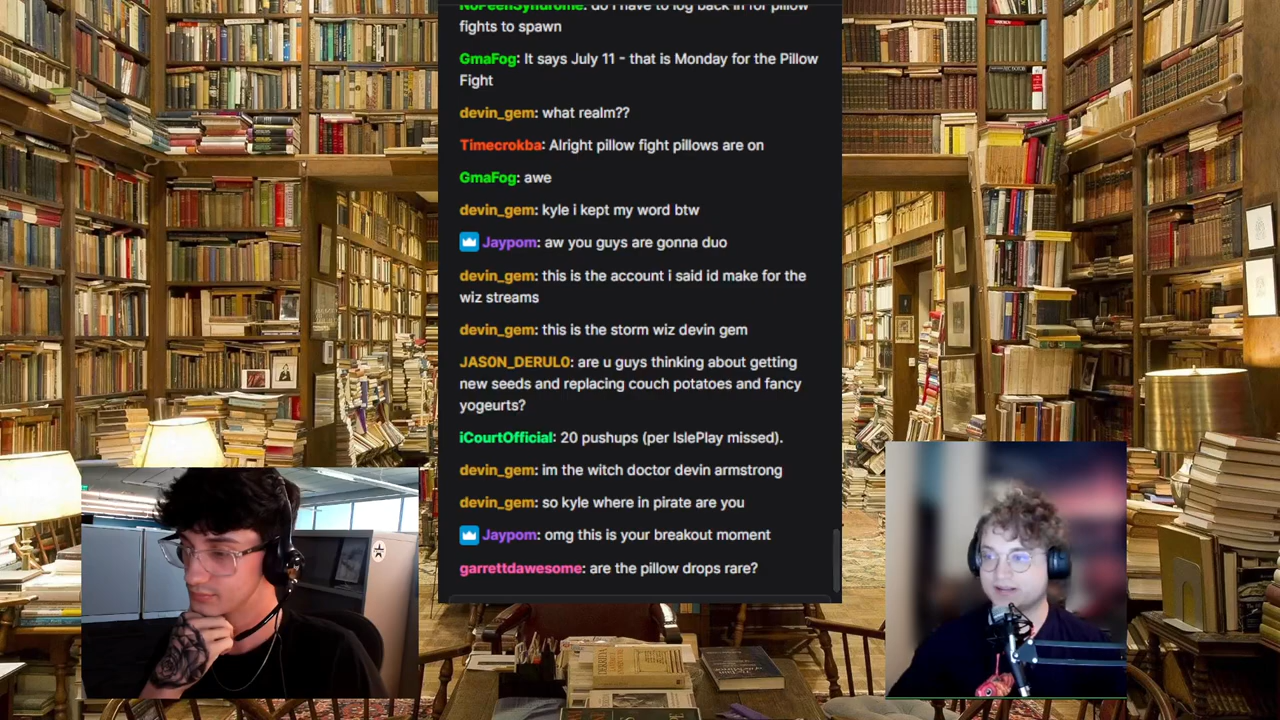 NoPeenSyndrome: do i have to log back in for pillow
fights to spawn
GmaFog: It says July 11 - that is Monday for the Pillow
Fight
devin_gem: what realm??
Timecrokba: Alright pillow fight pillows are on
GmaFog: awe
devin_gem: kyle i kept my word btw
Jaypom: aw you guys are gonna duo
devin_gem: this is the account i said id make for the
wiz streams
devin_gem: this is the storm wiz devin gem
JASON_DERUL0: are u guys thinking about getting
new seeds and replacing couch potatoes and fancy
yogeurts?
iCourtOfficial: 20 pushups (per IslePlay missed).
devin_gem: im the witch doctor devin armstrong
devin_gem: so kyle where in pirate are you
Jaypom: omg this is your breakout moment
garrettdawesome: are the pillow drops rare?